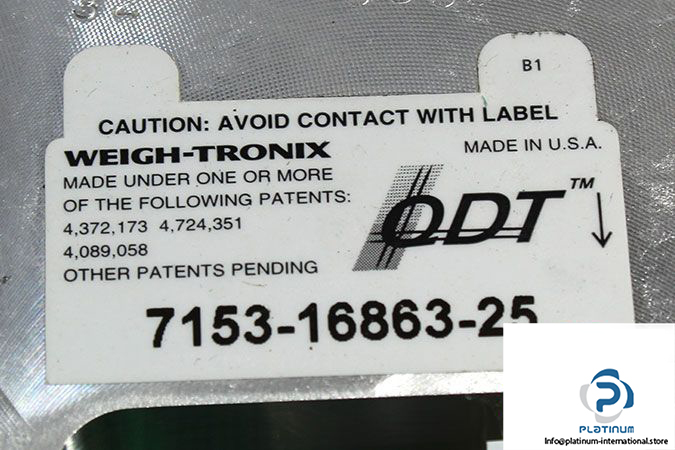 B1
CAUTION: AVOID CONTACT WITH LABEL
WEIGH-TRONIX
MADE IN U.S.A.
MADE UNDER ONE OR MORE
OF THE FOLLOWING PATENTS:
4,372,173 4,724,351
4,089,058
OTHER PATENTS PENDING
QDT™
7153-16863-25
PLATINUM
Info@platinum-international.store